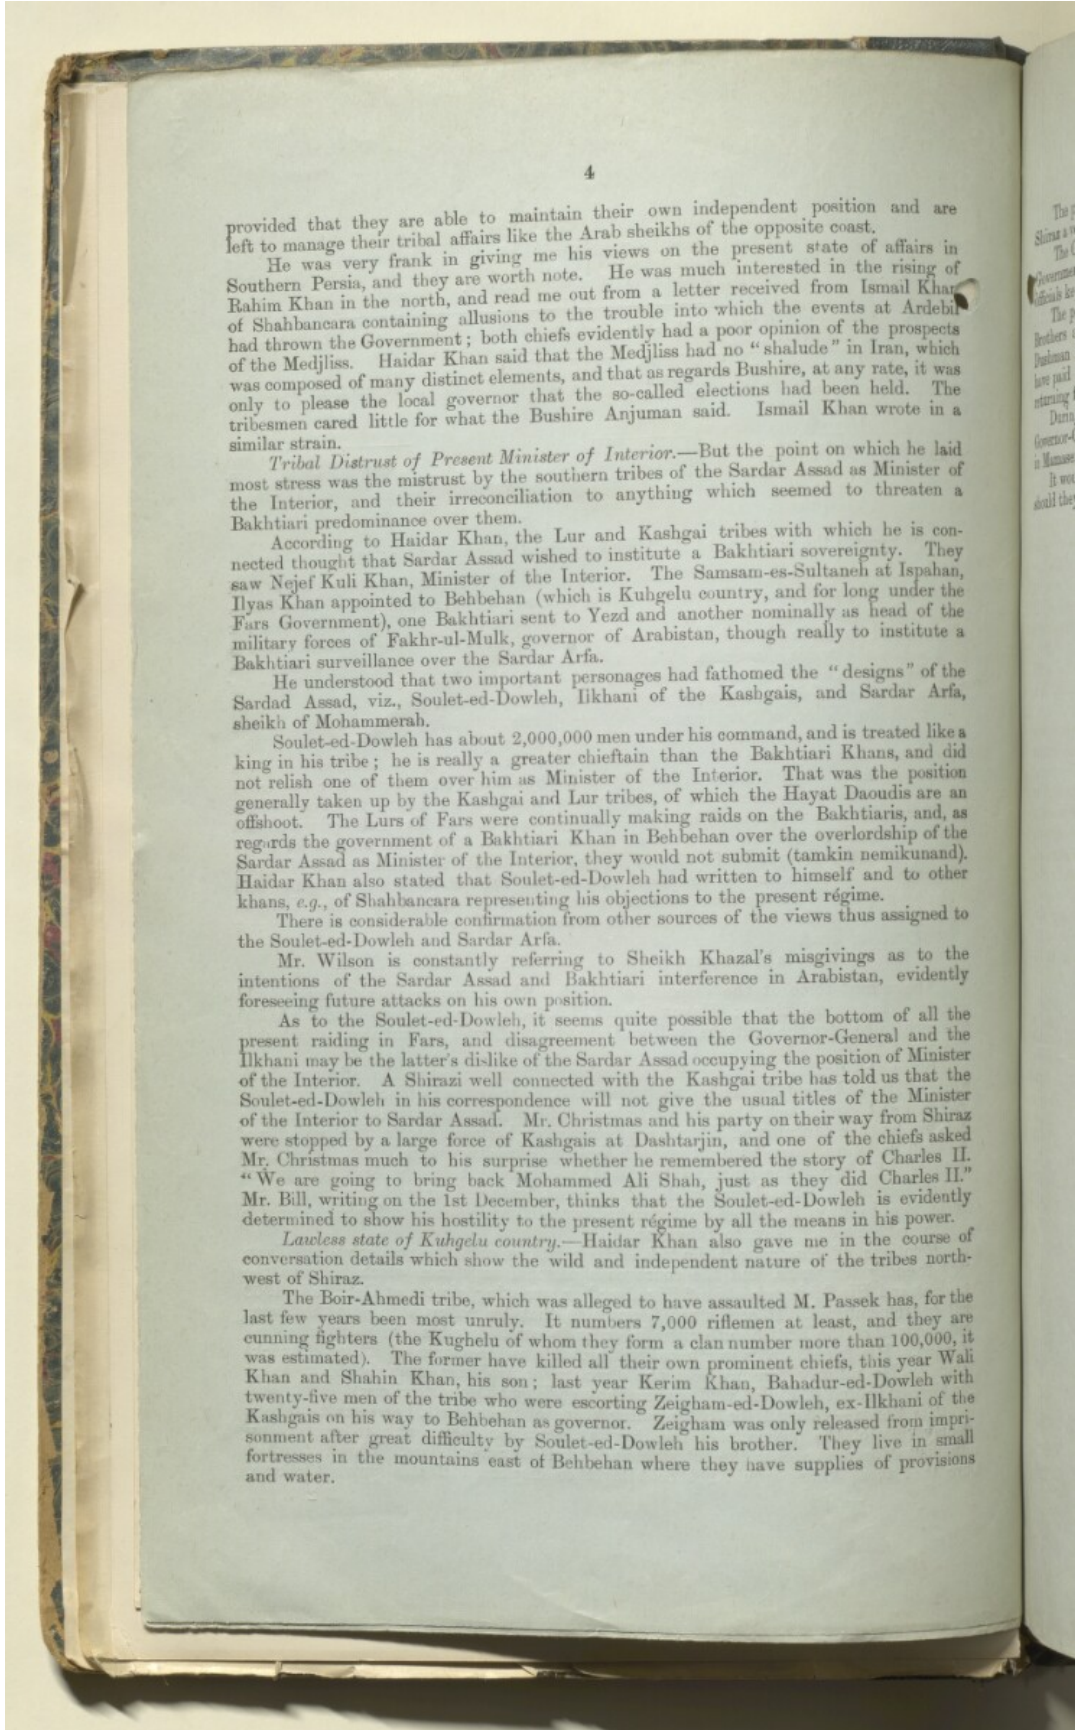 4
provided that they are able to maintain their own independent position and are
left to manage their tribal affairs like the Arab sheikhs of the opposite coast.
He was very frank in giving me his views on the present state of affairs in
Southern Persia, and they are worth note. He was much interested in the rising of
Rahim Khan in the north, and read me out from a letter received from Ismail Khan
of Shahbancara containing allusions to the trouble into which the events at Ardebil
had thrown the Government; both chiefs evidently had a poor opinion of the prospects
of the Medjliss. Haidar Khan said that the Medjliss had no "shalude" in Iran, which
was composed of many distinct elements, and that as regards Bushire, at any rate, it was
only to please the local governor that the so-called elections had been held. The
tribesmen cared little for what the Bushire Anjuman said. Ismail Khan wrote in a
similar strain.
Tribal Distrust of Present Minister of Interior.—But the point on which he laid
most stress was the mistrust by the southern tribes of the Sardar Assad as Minister of
the Interior, and their irreconciliation to anything which seemed to threaten a
Bakhtiari predominance over them.
According to Haidar Khan, the Lur and Kashgai tribes with which he is con-
nected thought that Sardar Assad wished to institute a Bakhtiari sovereignty. They
saw Nejef Kuli Khan, Minister of the Interior. The Samsam-es-Sultaneh at Ispahan,
Ilyas Khan appointed to Behbehan (which is Kuhgelu country, and for long under the
Fars Government), one Bakhtiari sent to Yezd and another nominally as head of the
military forces of Fakhr-ul-Mulk, governor of Arabistan, though really to institute a
Bakhtiari surveillance over the Sardar Arfa.
He understood that two important personages had fathomed the "designs" of the
Sardad Assad, viz., Soulet-ed-Dowleh, Ilkhani of the Kashgais, and Sardar Arfa,
sheikh of Mohammerah.
Soulet-ed-Dowleh has about 2,000,000 men under his command, and is treated like a
king in his tribe; he is really a greater chieftain than the Bakhtiari Khans, and did
not relish one of them over him as Minister of the Interior. That was the position
generally taken up by the Kashgai and Lur tribes, of which the Hayat Daoudis are an
offshoot. The Lurs of Fars were continually making raids on the Bakhtiaris, and, as
regards the government of a Bakhtiari Khan in Behbehan over the overlordship of the
Sardar Assad as Minister of the Interior, they would not submit (tamkin nemikunand).
Haidar Khan also stated that Soulet-ed-Dowleh had written to himself and to other
khans, e.g., of Shahbancara representing his objections to the present régime.
There is considerable confirmation from other sources of the views thus assigned to
the Soulet-ed-Dowleh and Sardar Arfa.
Mr. Wilson is constantly referring to Sheikh Khazal's misgivings as to the
intentions of the Sardar Assad and Bakhtiari interference in Arabistan, evidently
foreseeing future attacks on his own position.
As to the Soulet-ed-Dowleh, it seems quite possible that the bottom of all the
present raiding in Fars, and disagreement between the Governor-General and the
Ilkhani may be the latter's dislike of the Sardar Assad occupying the position of Minister
of the Interior. A Shirazi well connected with the Kashgai tribe has told us that the
Soulet-ed-Dowleh in his correspondence will not give the usual titles of the Minister
of the Interior to Sardar Assad. Mr. Christmas and his party on their way from Shiraz
were stopped by a large force of Kashgais at Dashtarjin, and one of the chiefs asked
Mr. Christmas much to his surprise whether he remembered the story of Charles II.
"We are going to bring back Mohammed Ali Shah, just as they did Charles II."
Mr. Bill, writing on the 1st December, thinks that the Soulet-ed-Dowleh is evidently
determined to show his hostility to the present régime by all the means in his power.
Lawless state of Kuhgelu country.—Haidar Khan also gave me in the course of
conversation details which show the wild and independent nature of the tribes north-
west of Shiraz.
The Boir-Ahmedi tribe, which was alleged to have assaulted M. Passek has, for the
last few years been most unruly. It numbers 7,000 riflemen at least, and they are
cunning fighters (the Kughelu of whom they form a clan number more than 100,000, it
was estimated). The former have killed all their own prominent chiefs, this year Wali
Khan and Shahin Khan, his son; last year Kerim Khan, Bahadur-ed-Dowleh with
twenty-five men of the tribe who were escorting Zeigham-ed-Dowleh, ex-Ilkhani of the
Kashgais on his way to Behbehan as governor. Zeigham was only released from impri-
sonment after great difficulty by Soulet-ed-Dowleh his brother. They live in small
fortresses in the mountains east of Behbehan where they have supplies of provisions
and water.